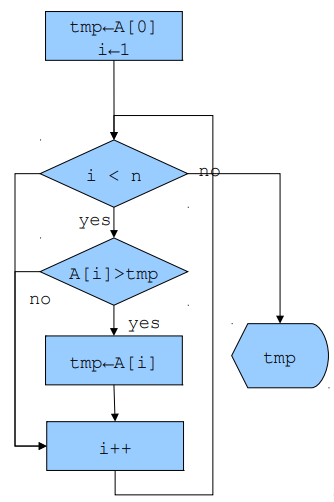 tmp←A[0]
i←1
i < n
no
yes
A[i]>tmp
no
yes
tmp
tmp←A[i]
i++